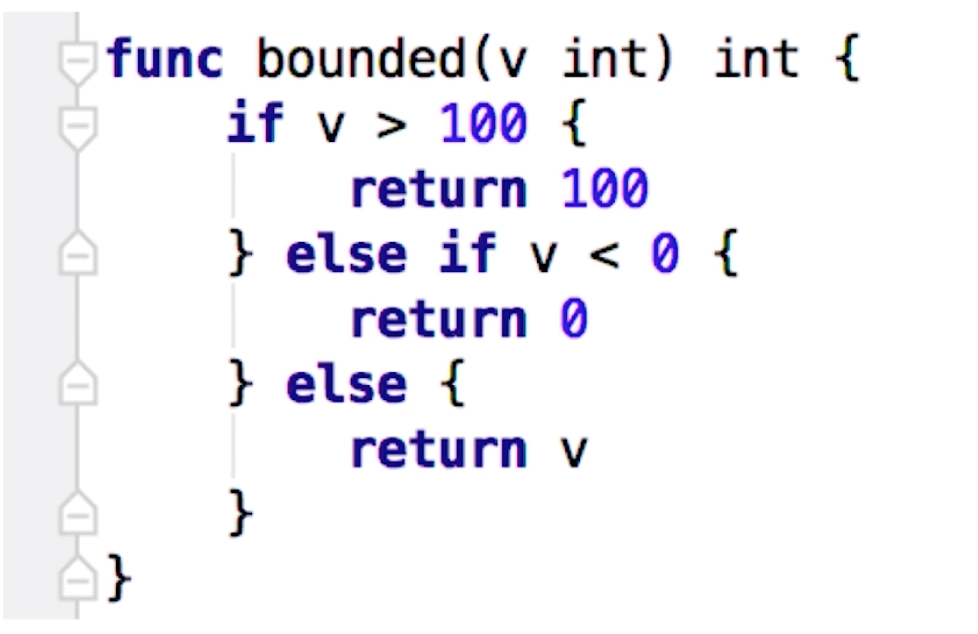 func bounded(v int) int {
    if v > 100 {
        return 100
    } else if v < 0 {
        return 0
    } else {
        return v
    }
}